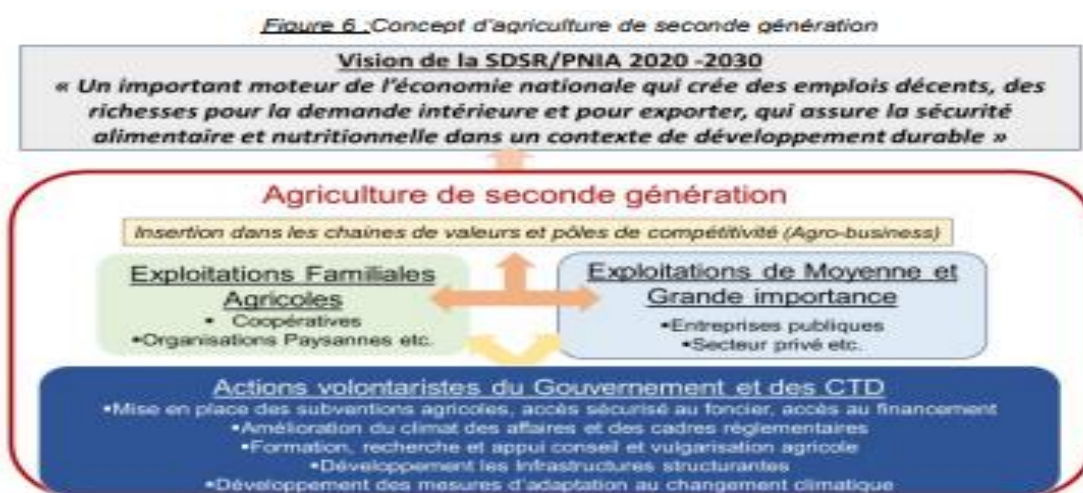 Figure 6 :Concept d'agriculture de seconde génération
Vision de la SDSR/PNIA 2020 -2030
« Un important moteur de l'économie nationale qui crée des emplois décents, des
richesses pour la demande intérieure et pour exporter, qui assure la sécurité
alimentaire et nutritionnelle dans un contexte de développement durable »
Agriculture de seconde génération
Insertion dans les chaines de valeurs et pôles de compétitivité (Agro-business)
Exploitations Familiales
Agricoles
• Coopératives
▪Organisations Paysannes etc.
Exploitations de Moyenne et
Grande importance
▪Entreprises publiques
▪Secteur privé etc.
Actions volontaristes du Gouvernement et des CTD
▪Mise en place des subventions agricoles, accès sécurisé au foncier, accès au financement
▪Amélioration du climat des affaires et des cadres réglementaires
▪Formation, recherche et appui conseil et vulgarisation agricole
▪Développement les Infrastructures structurantes
▪Développement des mesures d'adaptation au changement climatique